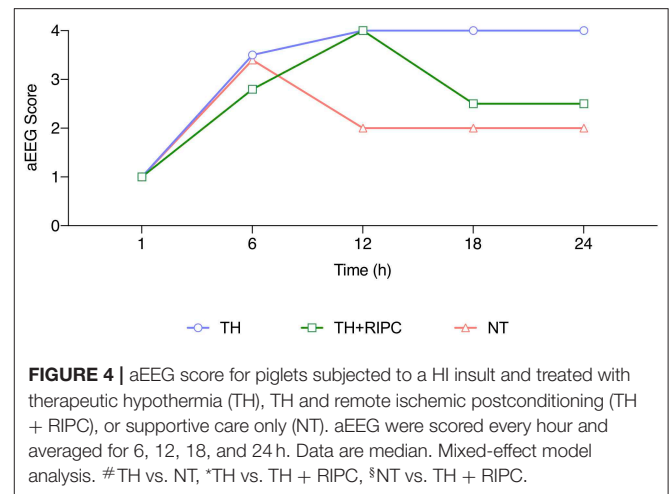 4
3
2
1
0
aEEG Score
1 6 12 18 24
Time (h)
TH TH+RIPC NT
FIGURE 4 | aEEG score for piglets subjected to a HI insult and treated with
therapeutic hypothermia (TH), TH and remote ischemic postconditioning (TH
+ RIPC), or supportive care only (NT). aEEG were scored every hour and
averaged for 6, 12, 18, and 24 h. Data are median. Mixed-effect model
analysis. #TH vs. NT, *TH vs. TH + RIPC, §NT vs. TH + RIPC.